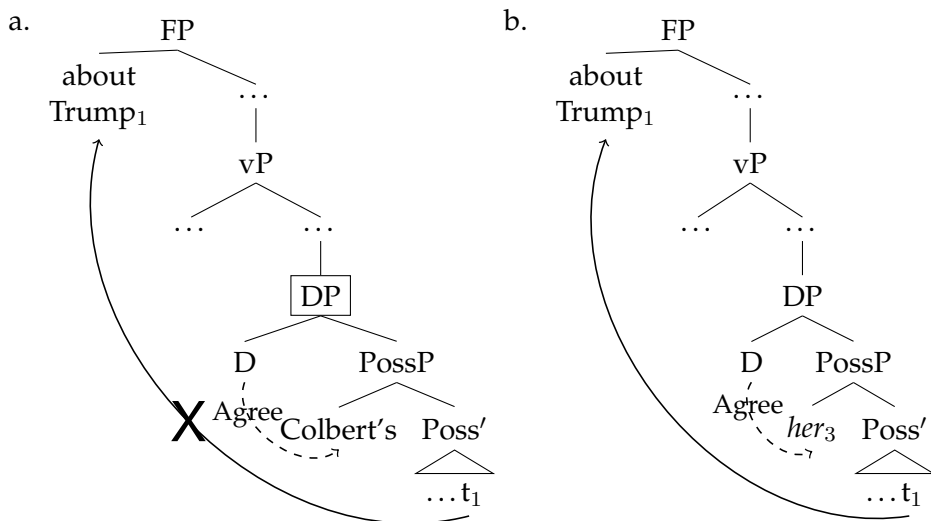 a.
FP
about
Trump₁
...
vP
... ...
DP
D PossP
Agree
Colbert's Poss'
...t₁
X
b.
FP
about
Trump₁
...
vP
... ...
DP
D PossP
Agree
her₃ Poss'
...t₁